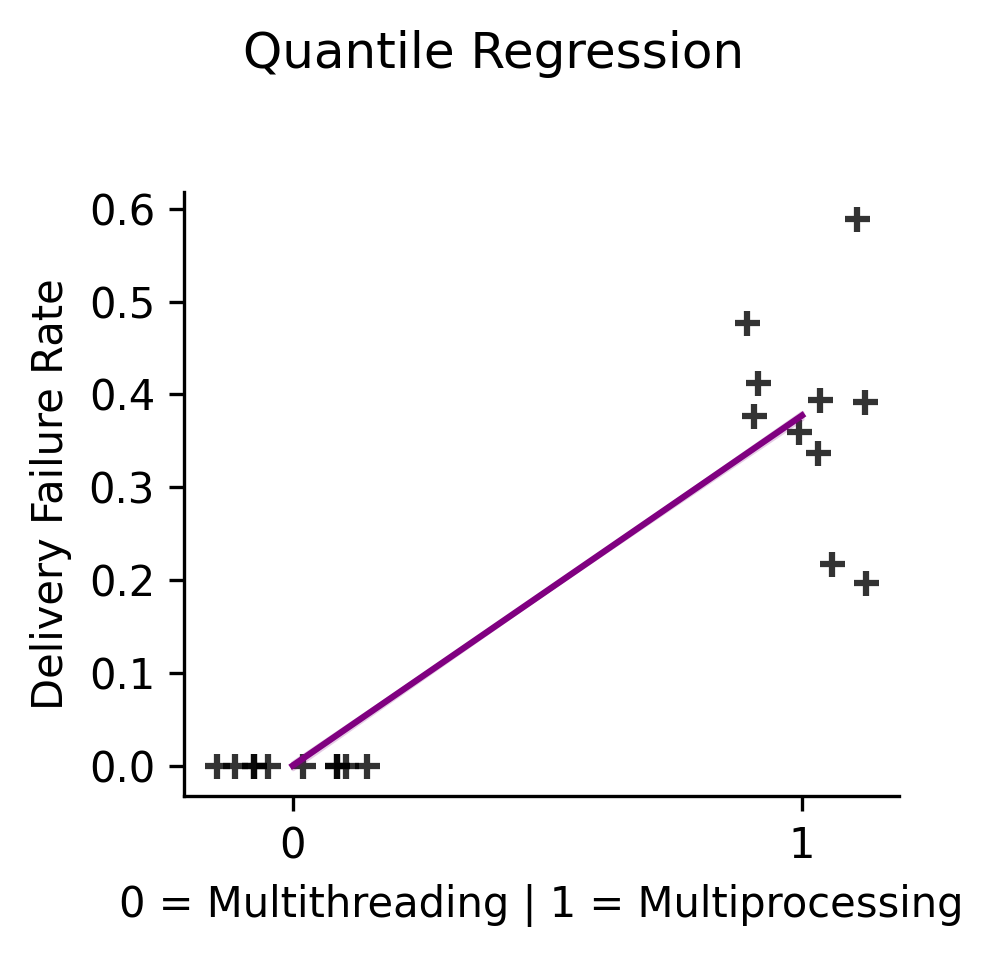 Quantile Regression
Delivery Failure Rate
0.6
0.5
0.4
0.3
0.2
0.1
0.0
0 1
0 = Multithreading | 1 = Multiprocessing